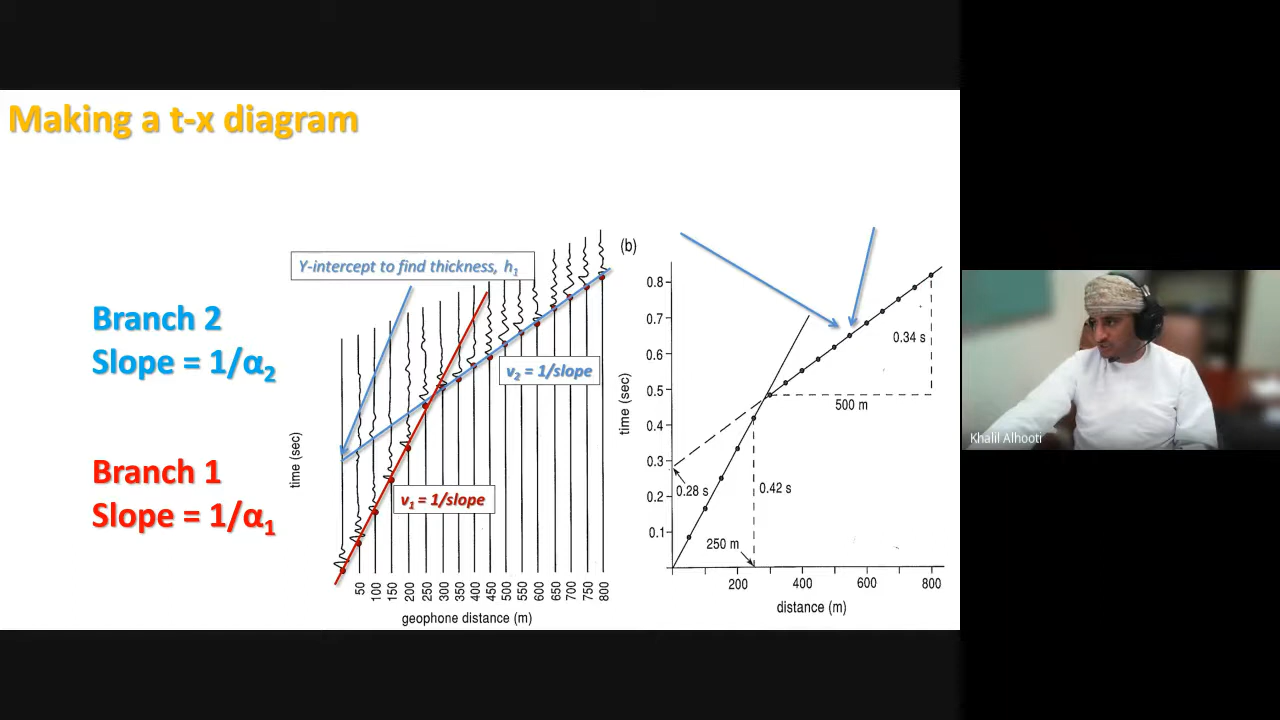 Making a t-x diagram
Branch 2
Slope = 1/α2
Branch 1
Slope = 1/α1
Y-intercept to find thickness, h1
v2 = 1/slope
v1 = 1/slope
time (sec)
50
100
150
200
250
300
350
400
450
500
550
600
650
700
750
800
geophone distance (m)
(b)
time (sec)
0.8
0.7
0.6
0.5
0.4
0.3
0.2
0.1
0.34 s
500 m
0.28 s
0.42 s
250 m
200 400 600 800
distance (m)
Khalil Alhooti